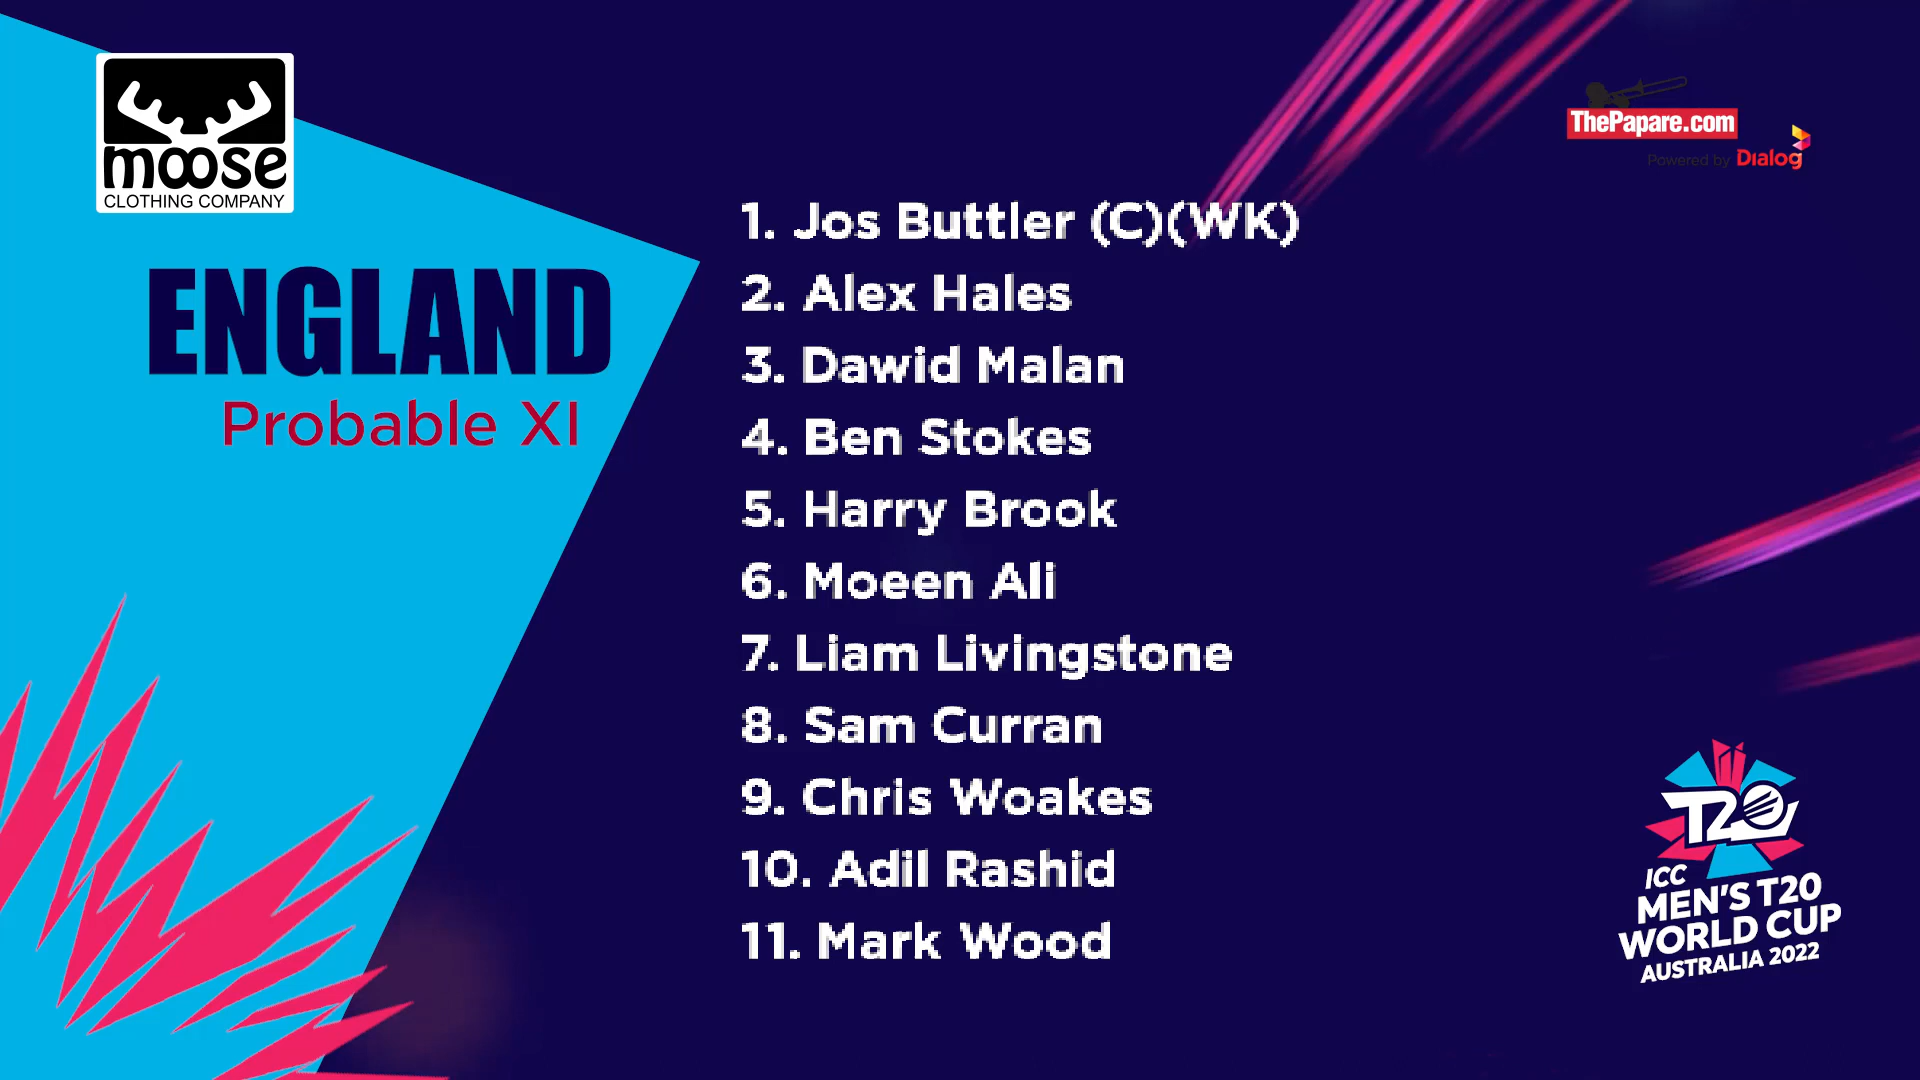 moose
CLOTHING COMPANY
ENGLAND
Probable XI
ThePapare.com
Powered by Dialog
1. Jos Buttler (C)(WK)
2. Alex Hales
3. Dawid Malan
4. Ben Stokes
5. Harry Brook
6. Moeen Ali
7. Liam Livingstone
8. Sam Curran
9. Chris Woakes
10. Adil Rashid
11. Mark Wood
T20
ICC
MEN'S T20
WORLD CUP
AUSTRALIA 2022